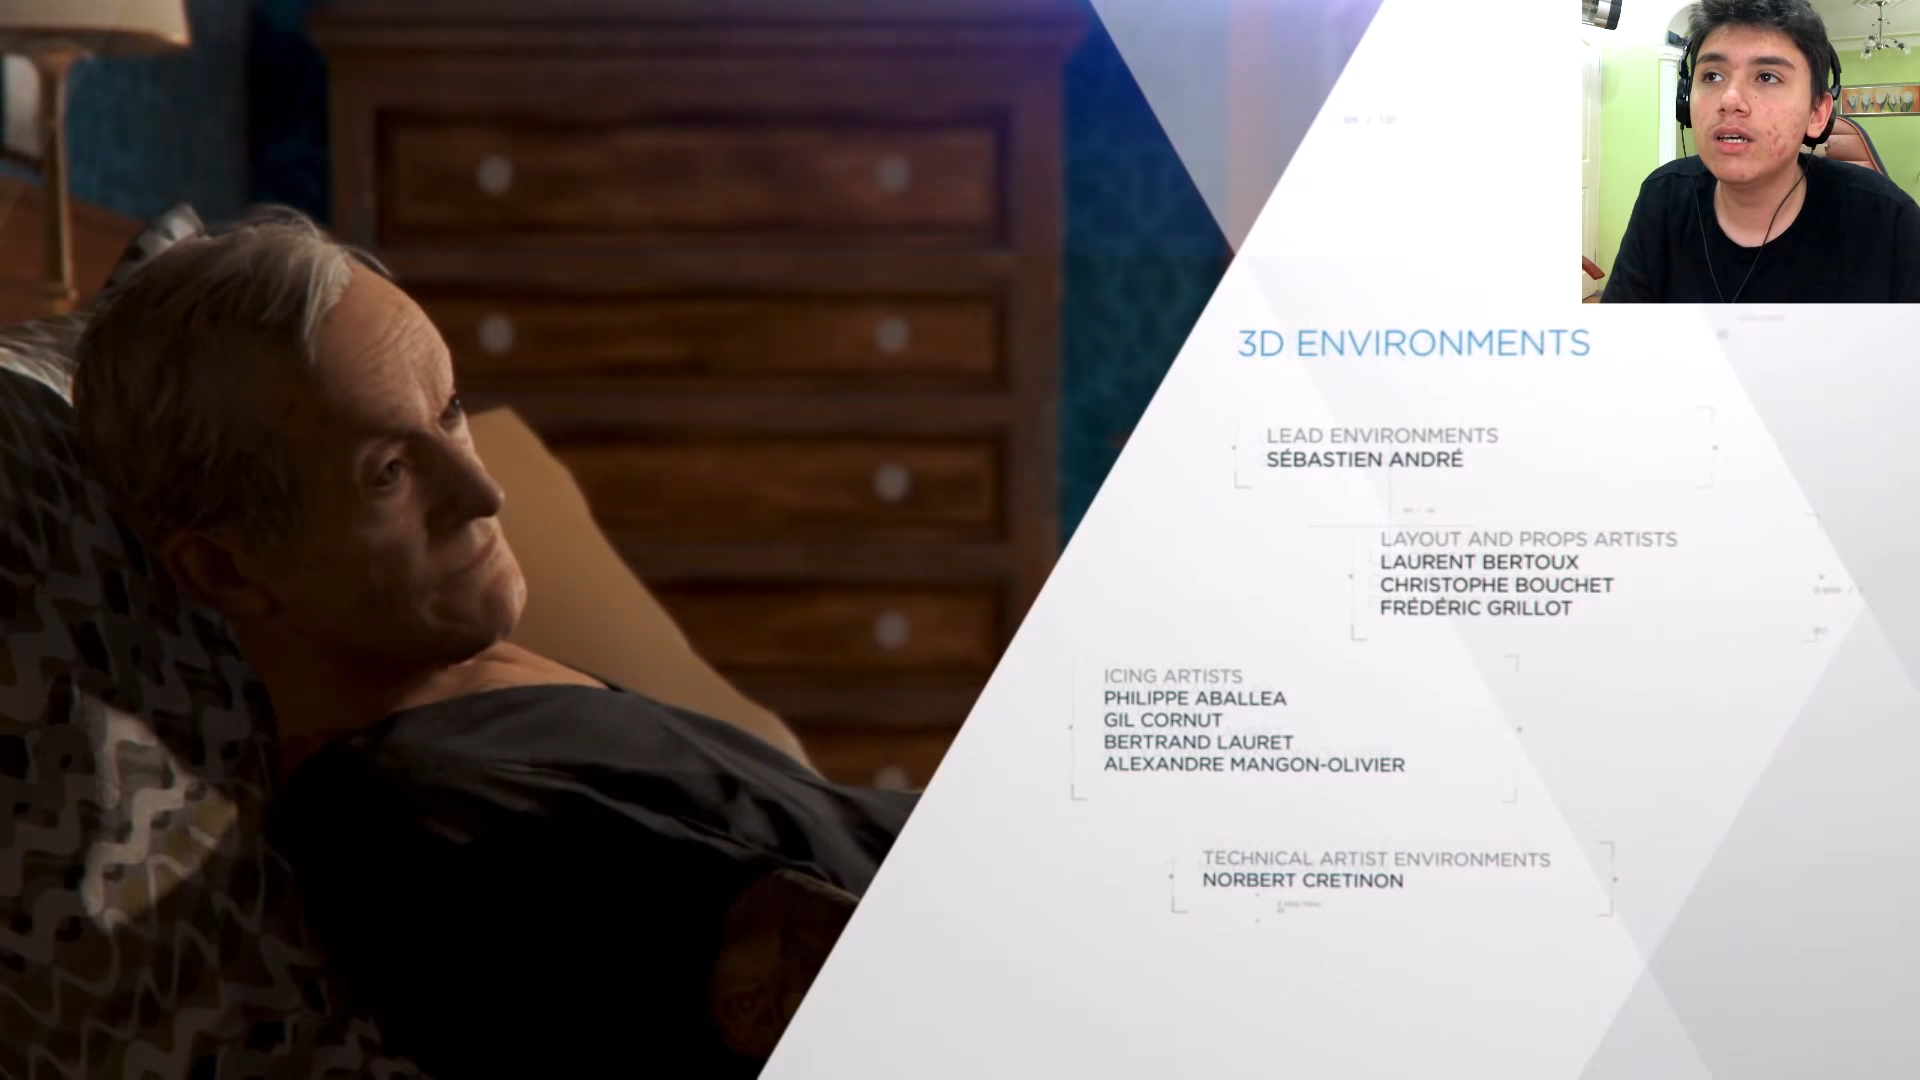 3D ENVIRONMENTS
LEAD ENVIRONMENTS
SÉBASTIEN ANDRÉ
LAYOUT AND PROPS ARTISTS
LAURENT BERTOUX
CHRISTOPHE BOUCHET
FRÉDÉRIC GRILLOT
ICING ARTISTS
PHILIPPE ABALLEA
GIL CORNUT
BERTRAND LAURET
ALEXANDRE MANGON-OLIVIER
TECHNICAL ARTIST ENVIRONMENTS
NORBERT CRETINON